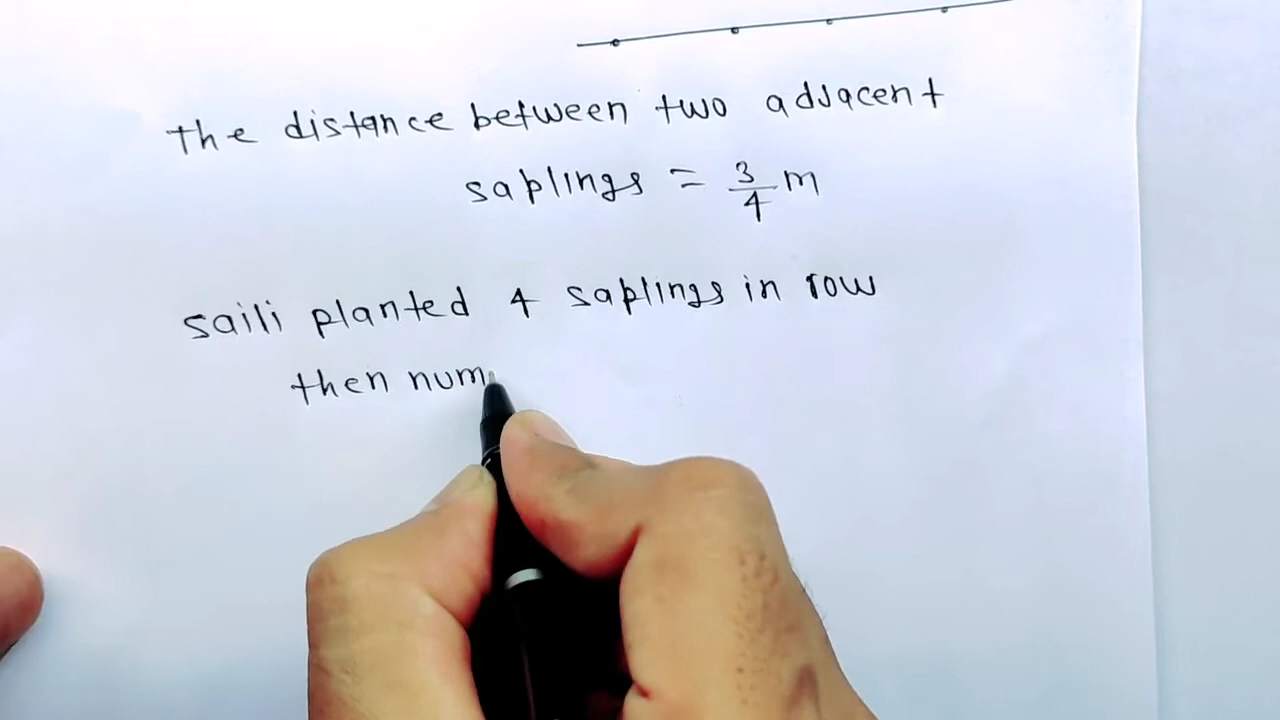 The distance between two adjacent
saplings = 3/4 m
saili planted 4 saplings in row
then num